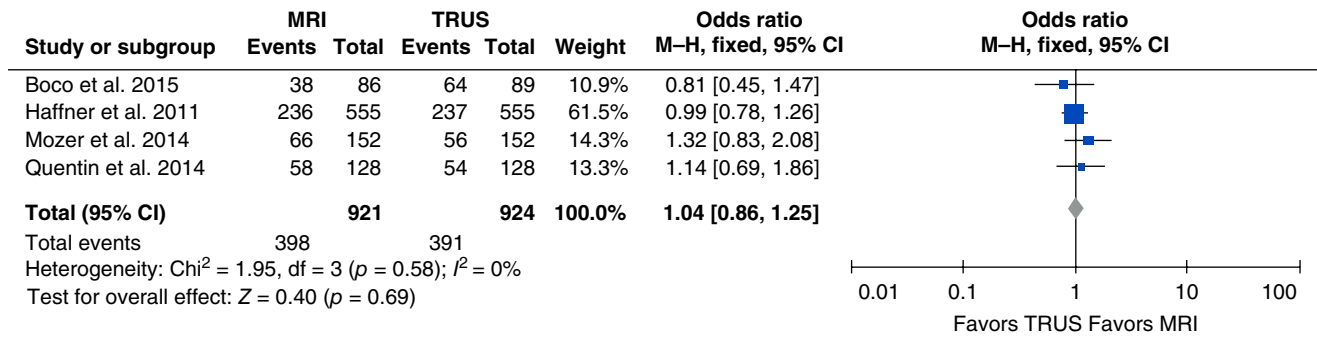 MRI TRUS Odds ratio Odds ratio
Study or subgroup Events Total Events Total Weight M–H, fixed, 95% CI M–H, fixed, 95% CI
Boco et al. 2015 38 86 64 89 10.9% 0.81 [0.45, 1.47]
Haffner et al. 2011 236 555 237 555 61.5% 0.99 [0.78, 1.26]
Mozer et al. 2014 66 152 56 152 14.3% 1.32 [0.83, 2.08]
Quentin et al. 2014 58 128 54 128 13.3% 1.14 [0.69, 1.86]
Total (95% CI) 921 924 100.0% 1.04 [0.86, 1.25]
Total events 398 391
Heterogeneity: Chi² = 1.95, df = 3 (p = 0.58); I² = 0%
Test for overall effect: Z = 0.40 (p = 0.69)
0.01 0.1 1 10 100
Favors TRUS Favors MRI